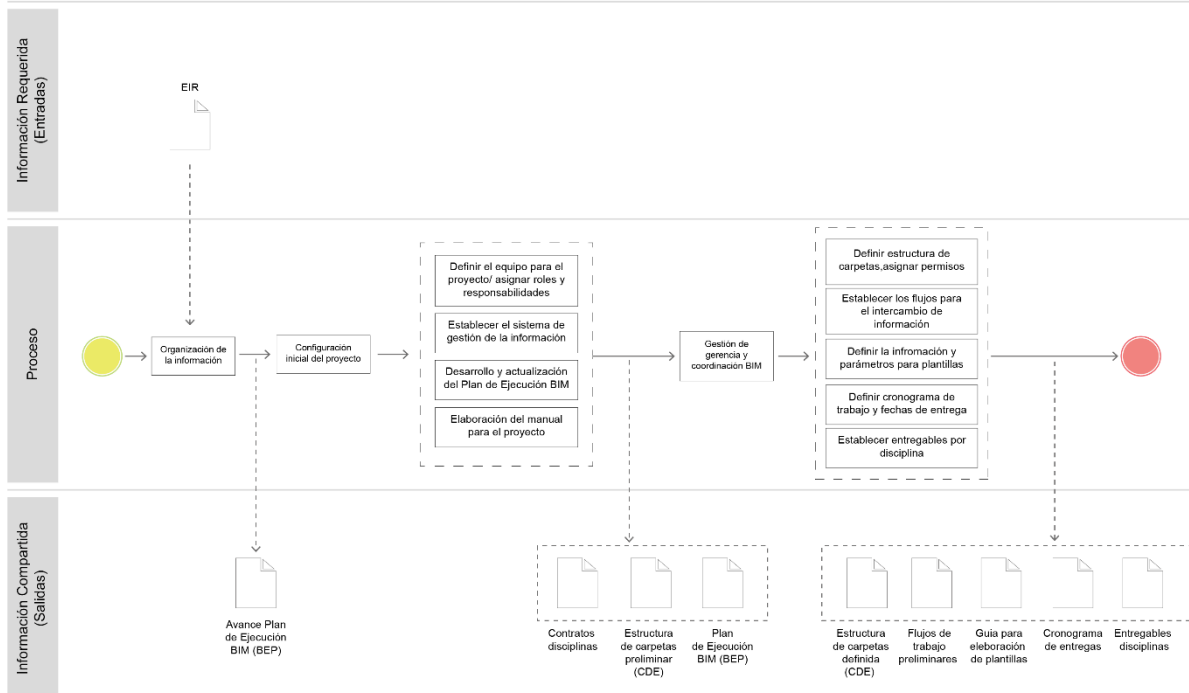 Información Requerida
(Entradas)
EIR
Proceso
Organización de
la información
Configuración
inicial del proyecto
Definir el equipo para el
proyecto/ asignar roles y
responsabilidades
Establecer el sistema de
gestión de la información
Desarrollo y actualización
del Plan de Ejecución BIM
Elaboración del manual
para el proyecto
Gestión de
gerencia y
coordinación BIM
Definir estructura de
carpetas,asignar permisos
Establecer los flujos para
el intercambio de
información
Definir la infromación y
parámetros para plantillas
Definir cronograma de
trabajo y fechas de entrega
Establecer entregables por
disciplina
Información Compartida
(Salidas)
Avance Plan
de Ejecución
BIM (BEP)
Contratos
disciplinas
Estructura
de carpetas
preliminar
(CDE)
Plan
de Ejecución
BIM (BEP)
Estructura
de carpetas
definida (CDE)
Flujos de
trabajo
preliminares
Guia para
eleboración
de plantillas
Cronograma
de entregas
Entregables
disciplinas